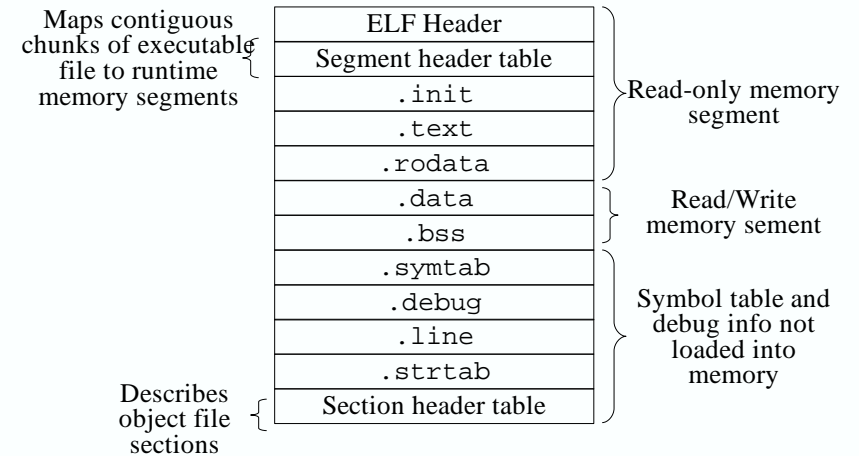 Maps contiguous
chunks of executable
file to runtime
memory segments
ELF Header
Segment header table
.init
.text
.rodata
.data
.bss
.symtab
.debug
.line
.strtab
Section header table
Read-only memory
segment
Read/Write
memory sement
Symbol table and
debug info not
loaded into
memory
Describes
object file
sections